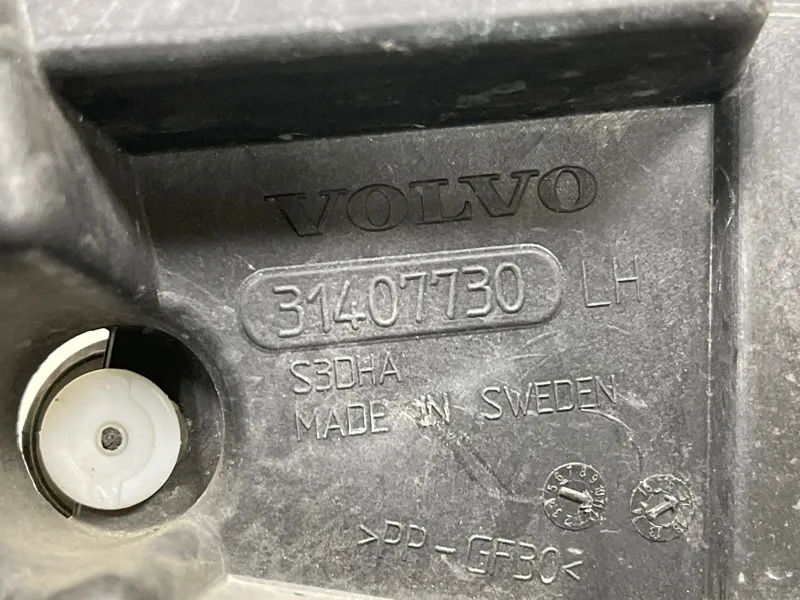 VOLVO
31407730 LH
S3DHA
MADE IN SWEDEN
>PP-GF30<